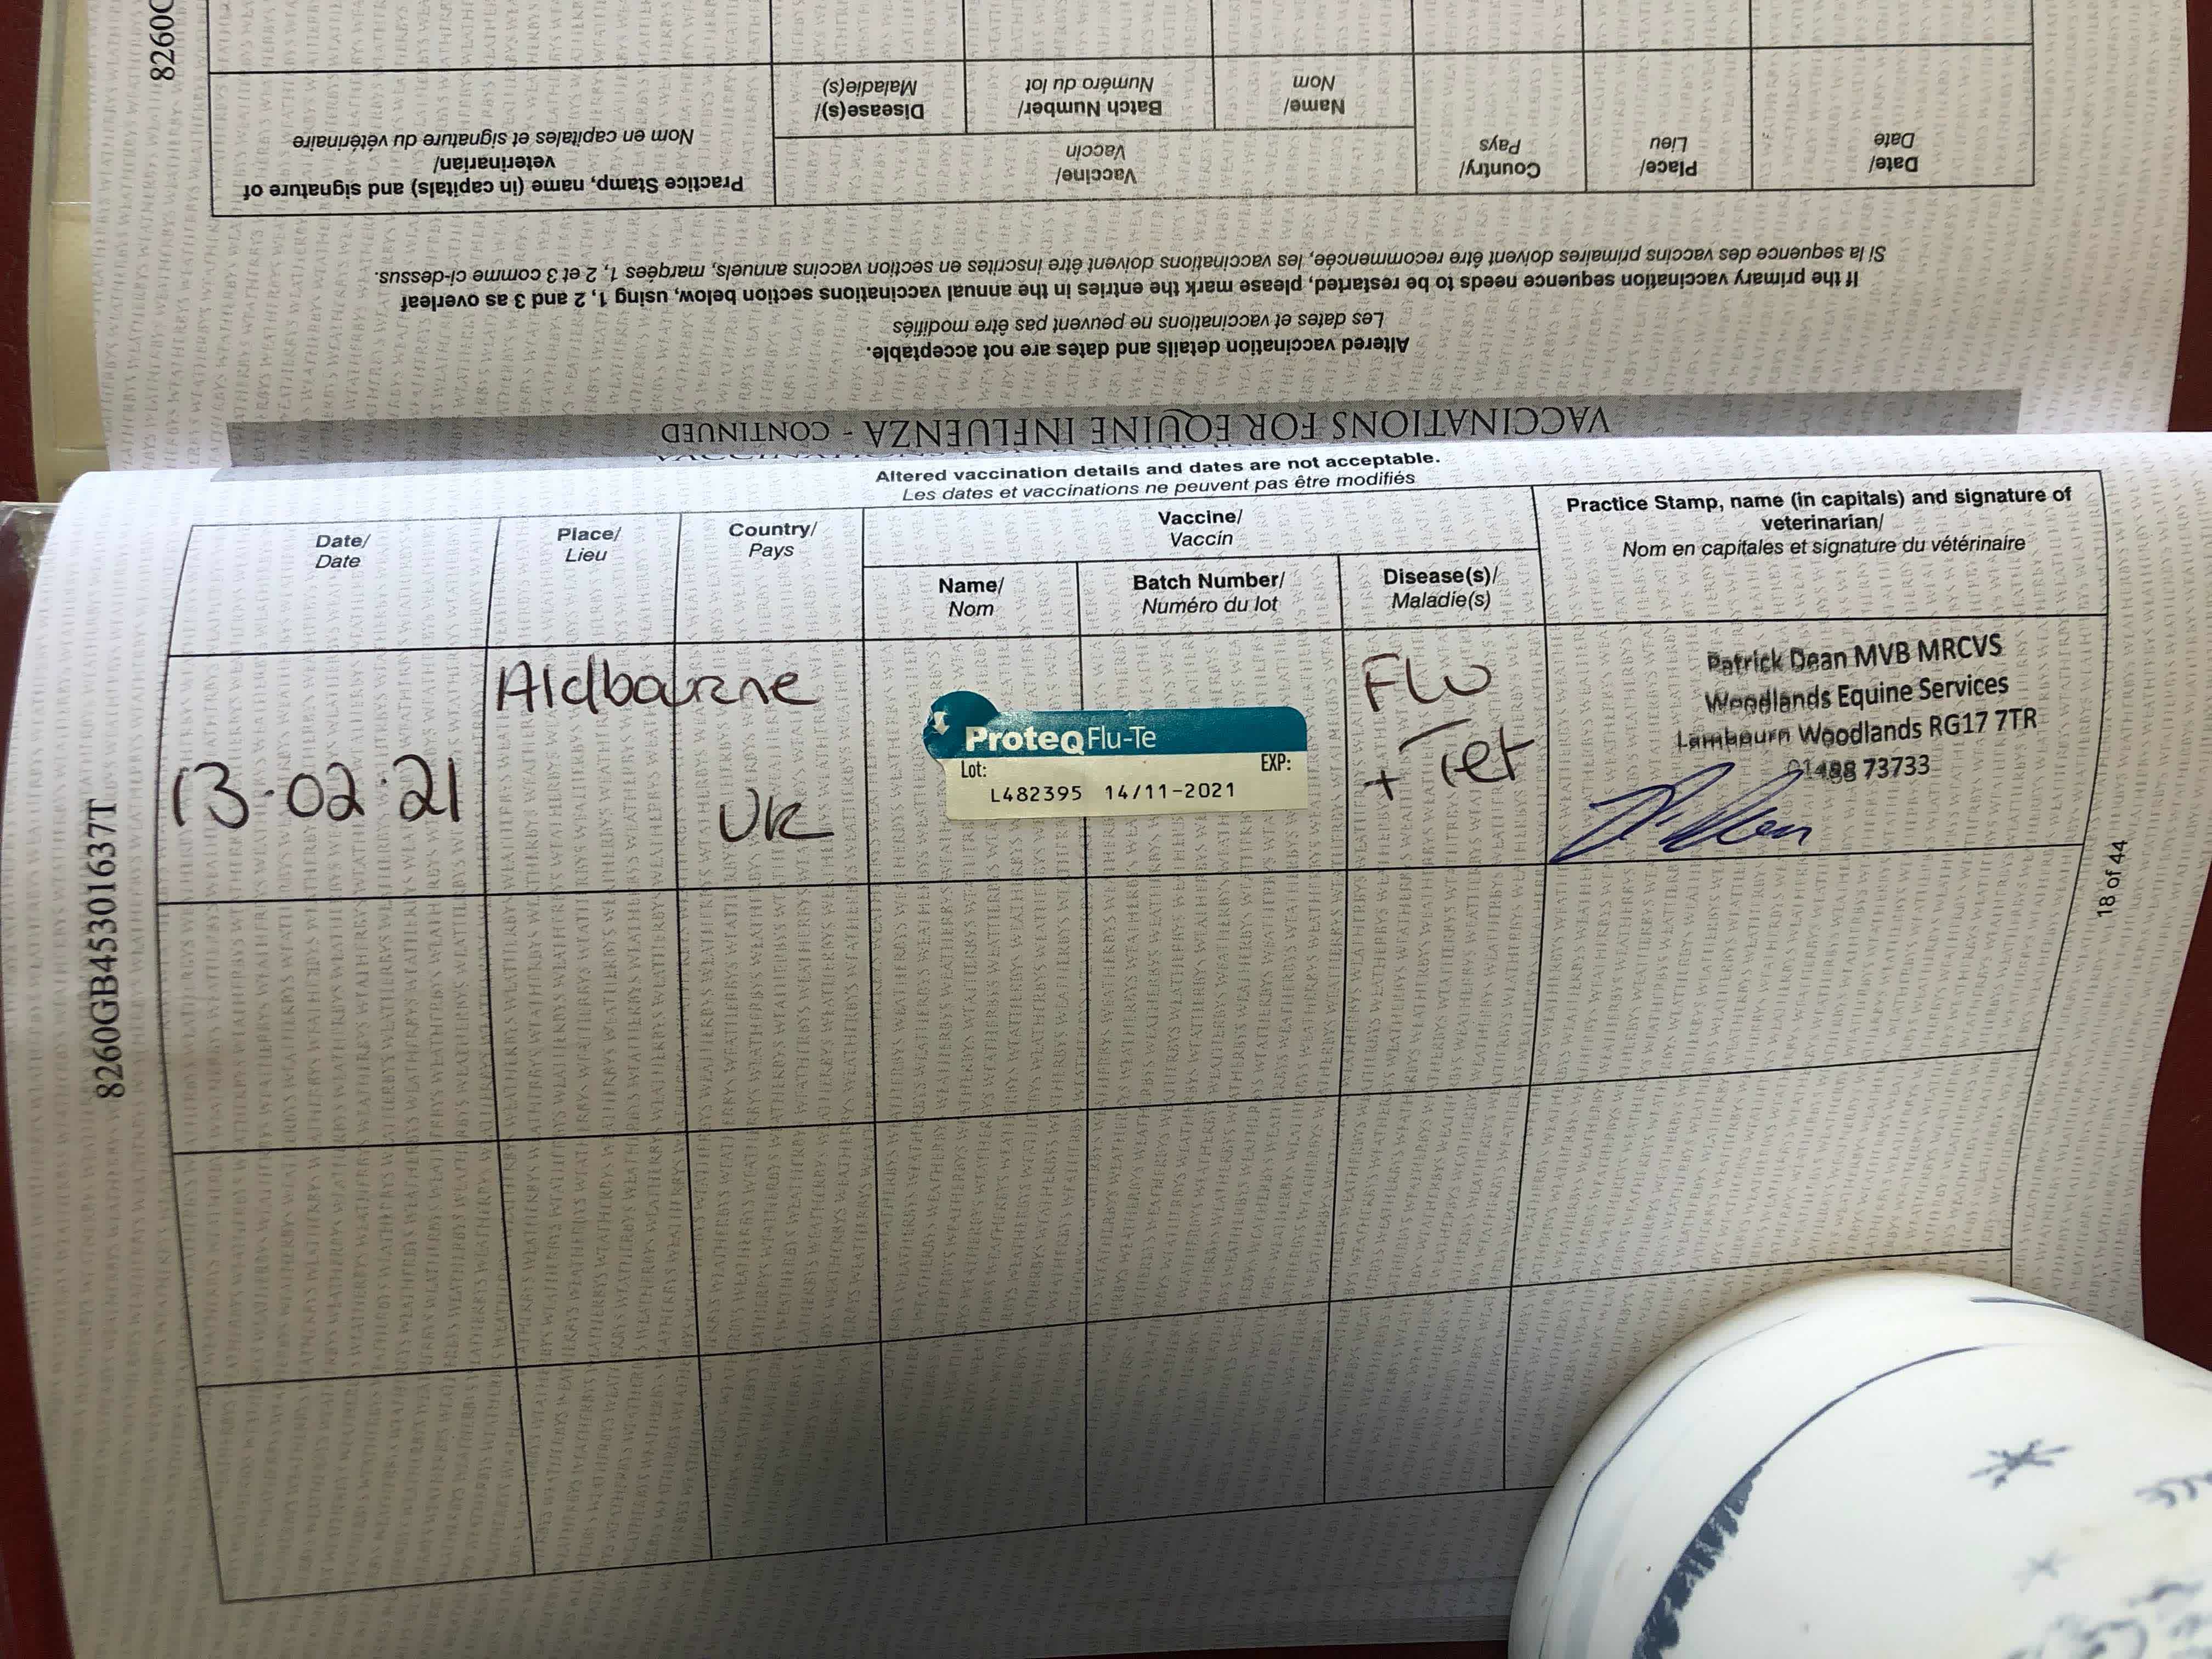 8260G
Practice Stamp, name (in capitals) and signature of
veterinarian/
Nom en capitales et signature du vétérinaire
Vaccine/
Vaccin
Disease(s)/
Maladie(s)
Batch Number/
Numéro du lot
Name/
Nom
Country/
Pays
Place/
Lieu
Date/
Date
If the primary vaccination sequence needs to be restarted, please mark the entries in the annual vaccinations section below, using 1, 2 and 3 as overleaf
Si la sequence des vaccins primaires doivent être recommencée, les vaccinations doivent être inscrites en section vaccins annuels, marqées 1, 2 et 3 comme ci-dessus.
Altered vaccination details and dates are not acceptable.
Les dates et vaccinations ne peuvent pas être modifiés
VACCINATIONS FOR EQUINE INFLUENZA - CONTINUED
Altered vaccination details and dates are not acceptable.
Les dates et vaccinations ne peuvent pas être modifiés
Date/
Date
Place/
Lieu
Country/
Pays
Vaccine/
Vaccin
Name/
Nom
Batch Number/
Numéro du lot
Disease(s)/
Maladie(s)
Practice Stamp, name (in capitals) and signature of
veterinarian/
Nom en capitales et signature du vétérinaire
13.02.21
Aldbourne
UK
ProteqFlu-Te
Lot: EXP:
L482395 14/11-2021
Flu
+ Tet
Patrick Dean MVB MRCVS
Woodlands Equine Services
Lambourn Woodlands RG17 7TR
01488 73733
8260GB45301637T
18 of 44